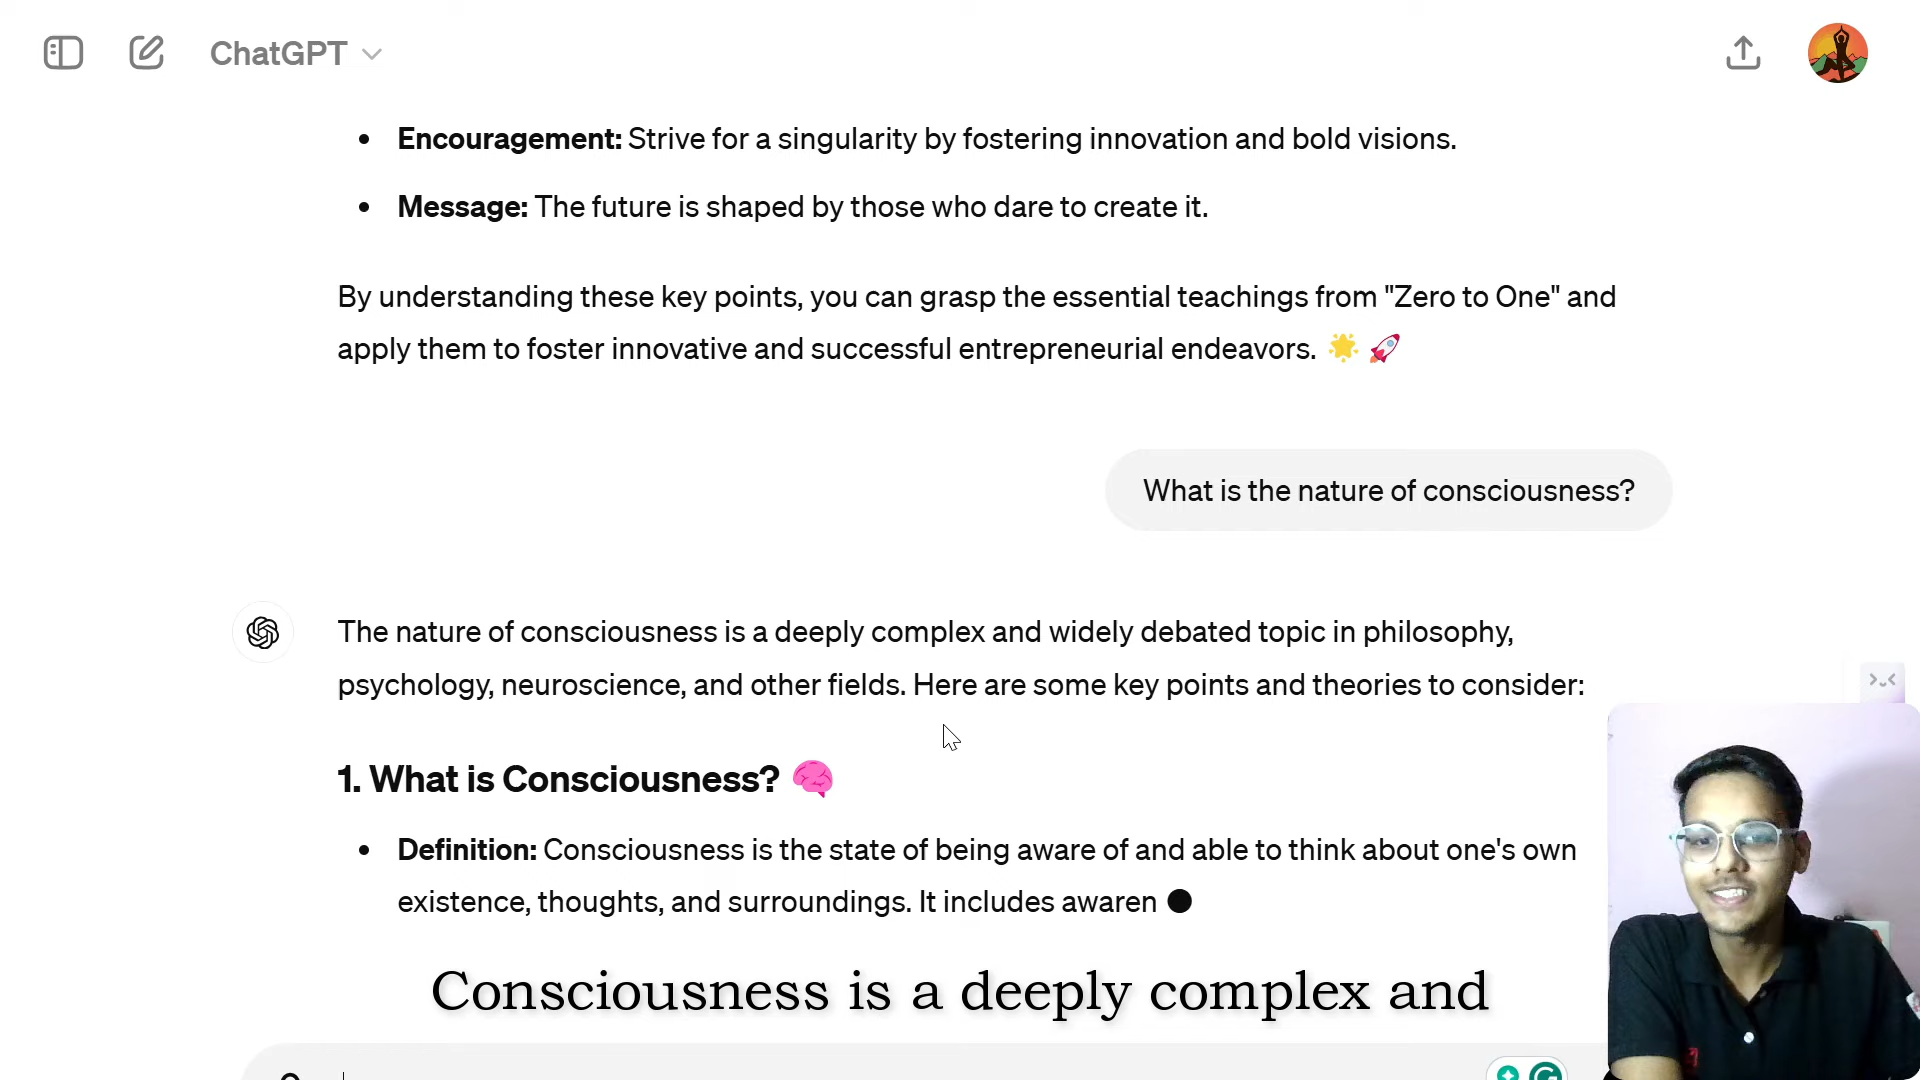 ChatGPT
• Encouragement: Strive for a singularity by fostering innovation and bold visions.
• Message: The future is shaped by those who dare to create it.
By understanding these key points, you can grasp the essential teachings from "Zero to One" and
apply them to foster innovative and successful entrepreneurial endeavors. 🌟 🚀
What is the nature of consciousness?
The nature of consciousness is a deeply complex and widely debated topic in philosophy,
psychology, neuroscience, and other fields. Here are some key points and theories to consider:
1. What is Consciousness? 🧠
• Definition: Consciousness is the state of being aware of and able to think about one's own
existence, thoughts, and surroundings. It includes awaren
Consciousness is a deeply complex and